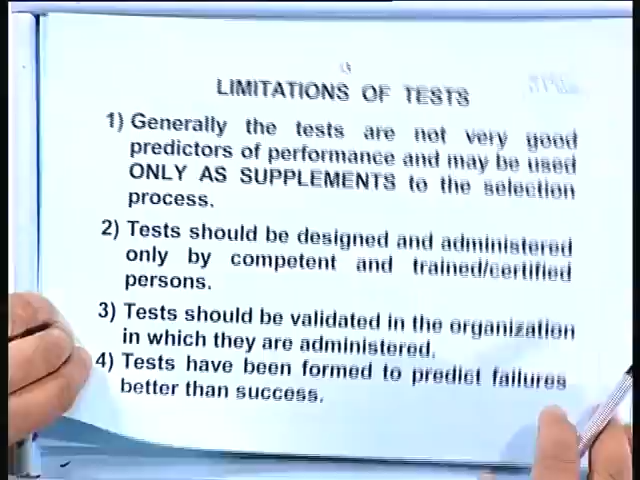 LIMITATIONS OF TESTS
1) Generally the tests are not very good
predictors of performance and may be used
ONLY AS SUPPLEMENTS to the selection
process.
2) Tests should be designed and administered
only by competent and trained/certified
persons.
3) Tests should be validated in the organization
in which they are administered.
4) Tests have been formed to predict failures
better than success.